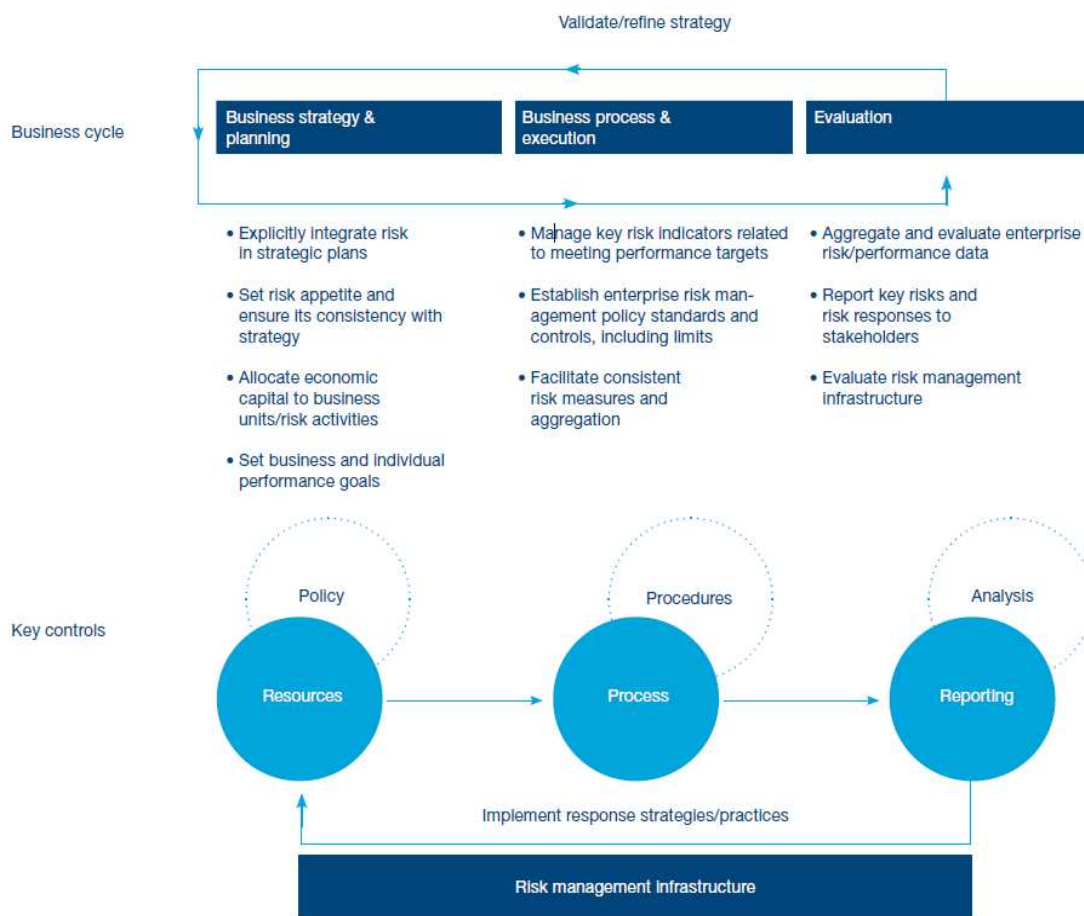 Validate/refine strategy
Business cycle
Business strategy &
planning
Business process &
execution
Evaluation
• Explicitly integrate risk
in strategic plans
• Set risk appetite and
ensure its consistency with
strategy
• Allocate economic
capital to business
units/risk activities
• Set business and individual
performance goals
• Manage key risk indicators related
to meeting performance targets
• Establish enterprise risk man-
agement policy standards and
controls, including limits
• Facilitate consistent
risk measures and
aggregation
• Aggregate and evaluate enterprise
risk/performance data
• Report key risks and
risk responses to
stakeholders
• Evaluate risk management
infrastructure
Key controls
Policy
Resources
Procedures
Process
Analysis
Reporting
Implement response strategies/practices
Risk management infrastructure